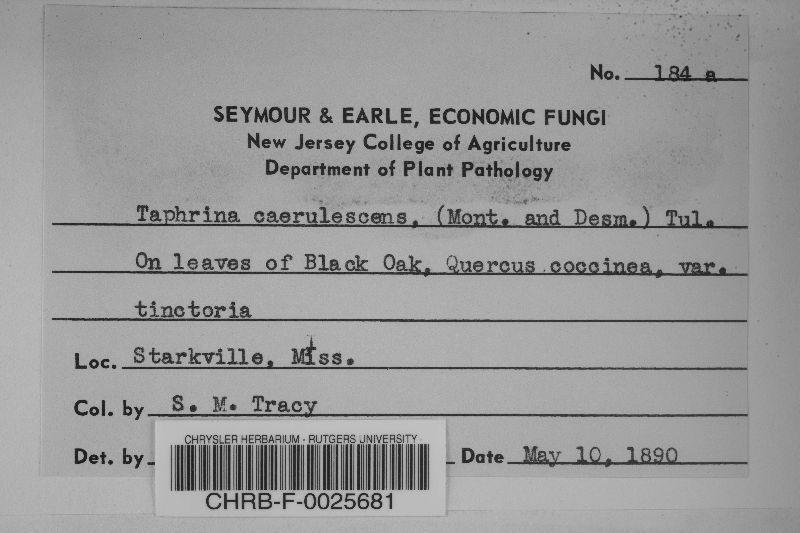 No. 184 a
SEYMOUR & EARLE, ECONOMIC FUNGI
New Jersey College of Agriculture
Department of Plant Pathology
Taphrina caerulescens, (Mont. and Desm.) Tul.
On leaves of Black Oak, Quercus coccinea, var.
tinctoria
Loc. Starkville, Miss.
Col. by S. M. Tracy
Det. by Date May 10, 1890
CHRYSLER HERBARIUM - RUTGERS UNIVERSITY
CHRB-F-0025681